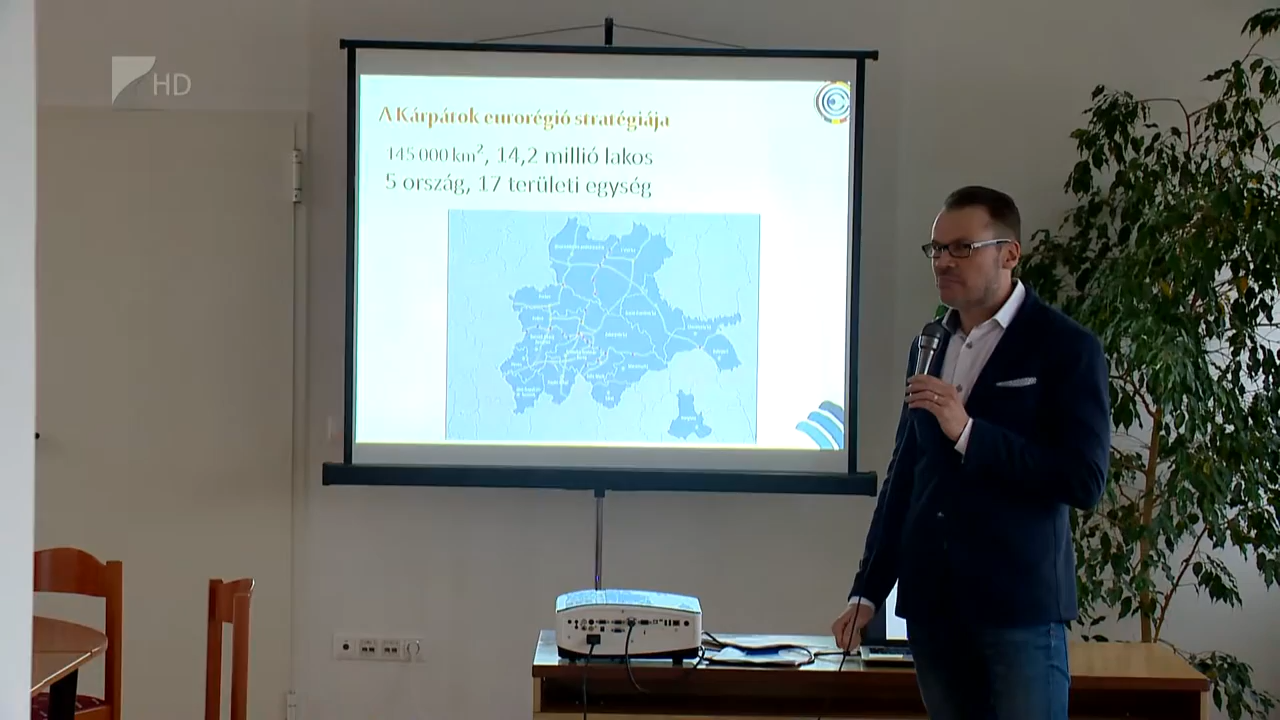 HD
A Kárpátok eurorégió stratégiája
145 000 km², 14,2 millió lakos
5 ország, 17 területi egység